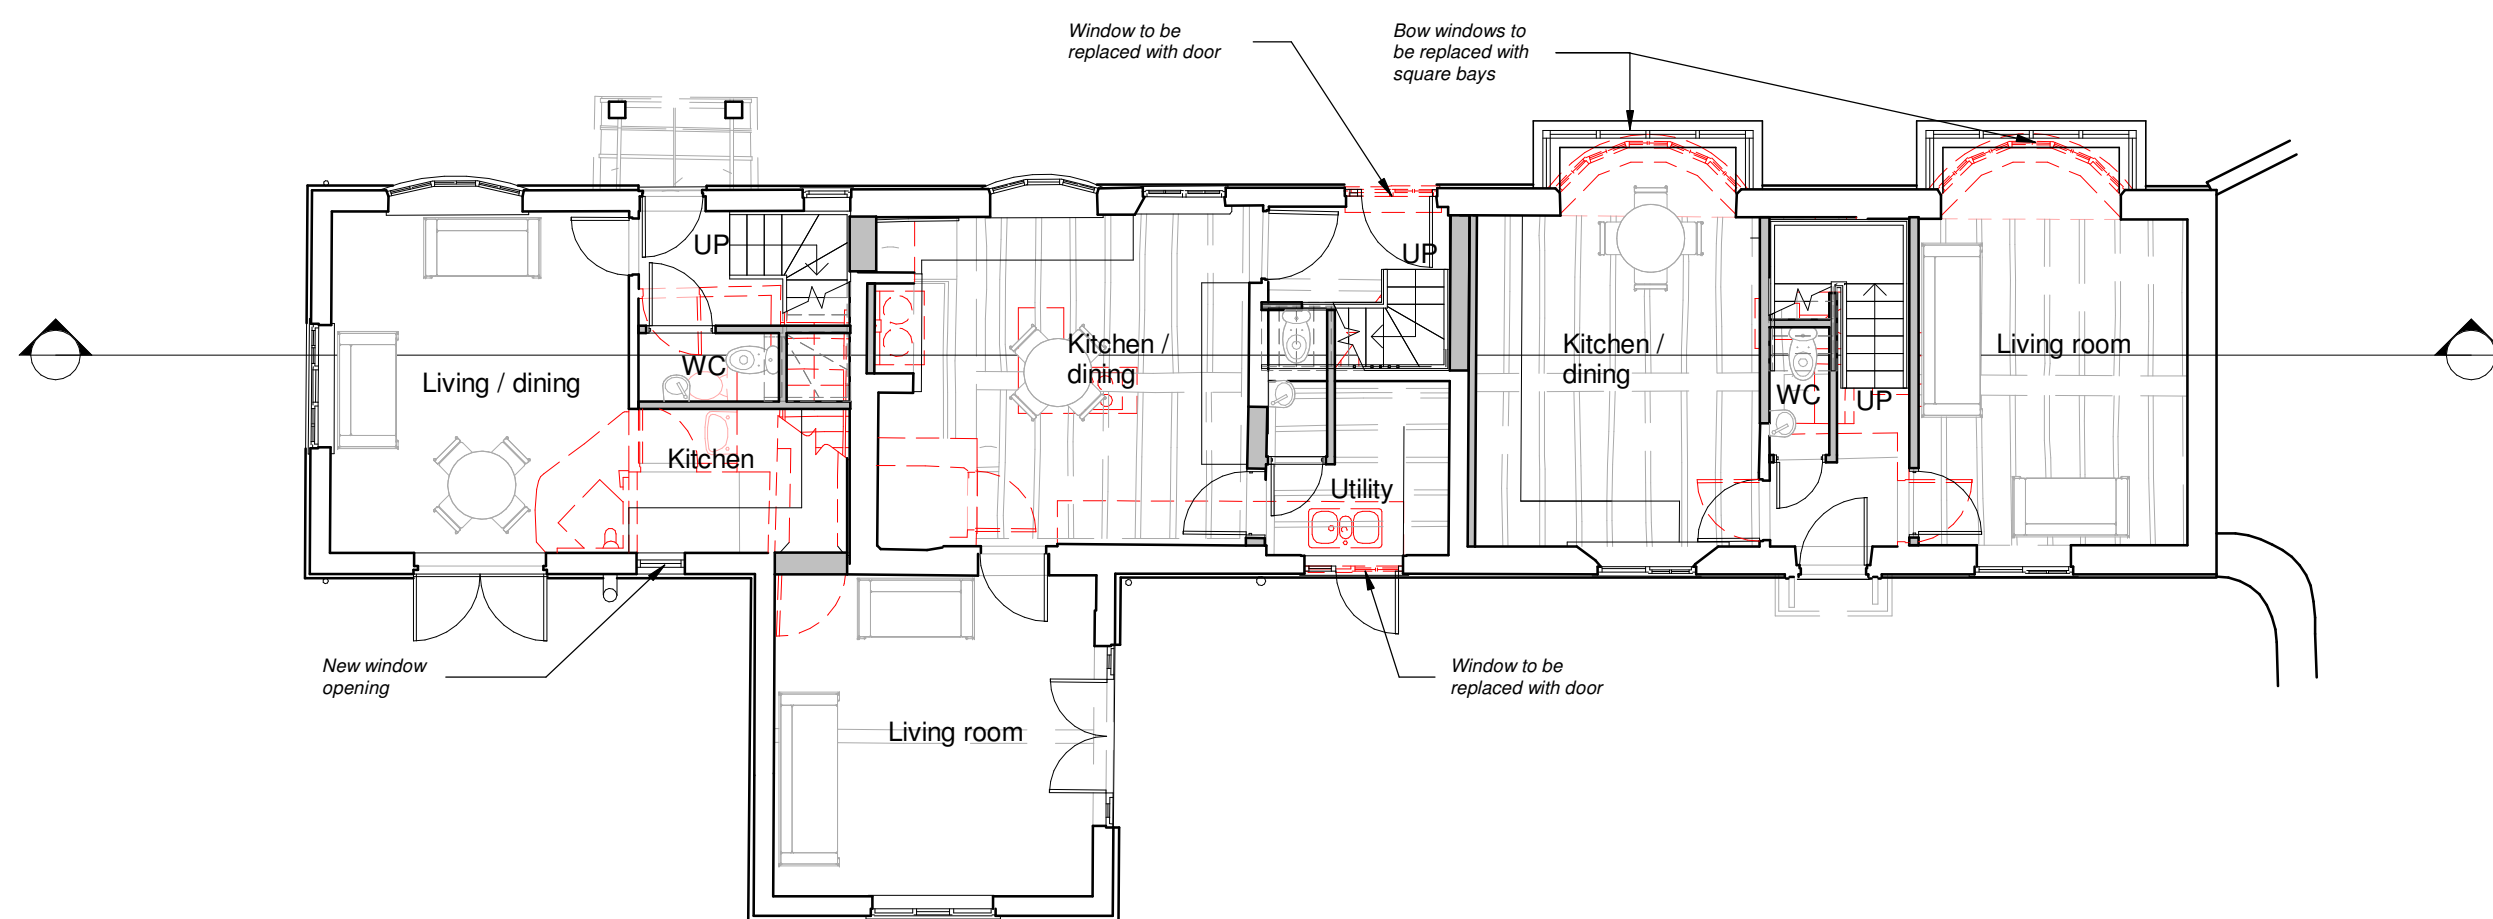 Window to be
replaced with door
Bow windows to
be replaced with
square bays
UP
UP
Kitchen /
dining
Kitchen /
dining
Living room
WC
Living / dining
WC
UP
Kitchen
Utility
New window
opening
Window to be
replaced with door
Living room